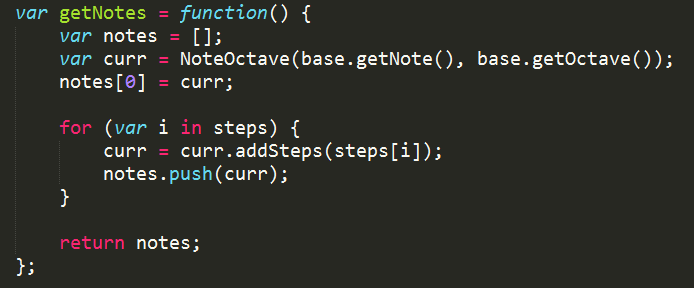 var getNotes = function() {
    var notes = [];
    var curr = NoteOctave(base.getNote(), base.getOctave());
    notes[0] = curr;

    for (var i in steps) {
        curr = curr.addSteps(steps[i]);
        notes.push(curr);
    }

    return notes;
};